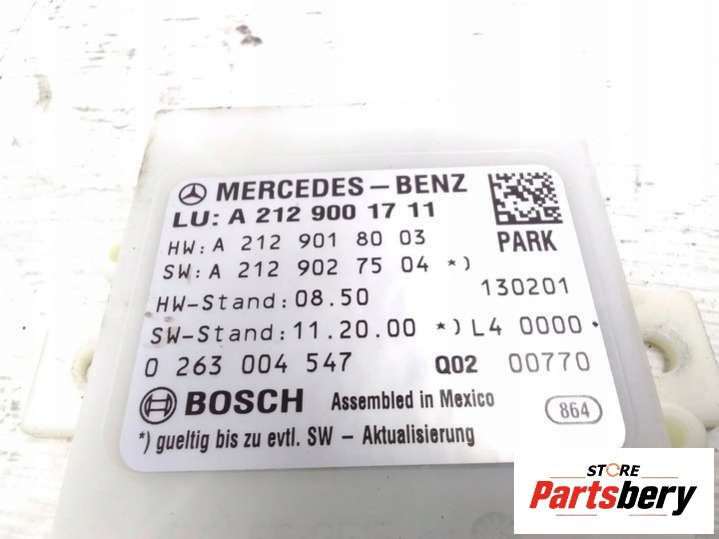 MERCEDES-BENZ
LU: A 212 900 17 11
HW: A 212 901 80 03
PARK
SW: A 212 902 75 04 *)
130201
HW-Stand: 08.50
SW-Stand: 11.20.00 *) L4 0000
0 263 004 547 Q02 00770
BOSCH Assembled in Mexico 864
*) gueltig bis zu evtl. SW - Aktualisierung
STORE
Partsbery